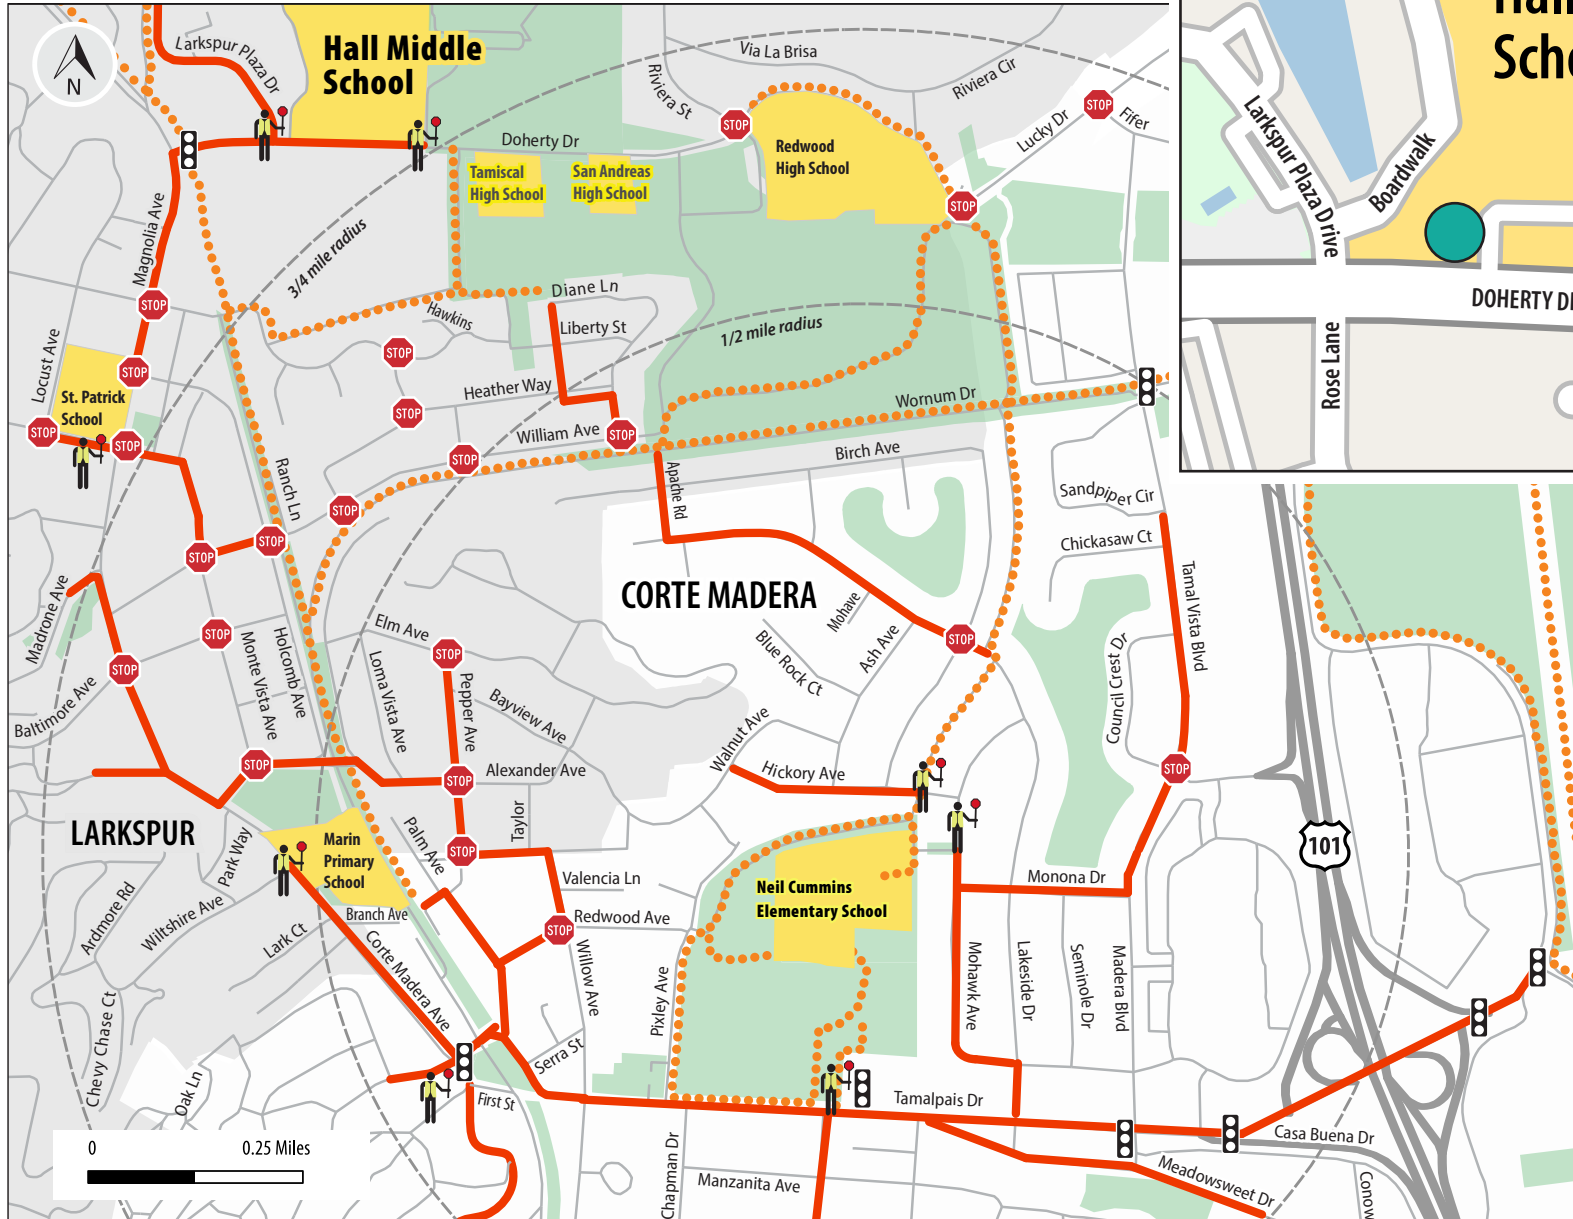 Larkspur Plaza Dr
Hall Middle
School
N
Via La Brisa
Riviera St
Riviera Cir
Lucky Dr
Fifer
STOP
STOP
STOP
Doherty Dr
Redwood
High School
Tamiscal
High School
San Andreas
High School
Magnolia Ave
3/4 mile radius
Diane Ln
Hawkins
Liberty St
1/2 mile radius
STOP
STOP
STOP
Locust Ave
St. Patrick
School
Heather Way
Wornum Dr
STOP
STOP
STOP
William Ave
STOP
STOP
Birch Ave
Ranch Ln
Apache Rd
Sandpiper Cir
STOP
STOP
STOP
Chickasaw Ct
Tamal Vista Blvd
CORTE MADERA
Madrone Ave
Mohave
Elm Ave
Blue Rock Ct
Ash Ave
STOP
STOP
STOP
STOP
Monte Vista Ave
Holcomb Ave
Loma Vista Ave
Pepper Ave
Bayview Ave
Council Crest Dr
Baltimore Ave
Walnut Ave
Hickory Ave
STOP
STOP
STOP
Alexander Ave
LARKSPUR
Park Way
Marin
Primary
School
Palm Ave
Taylor
STOP
101
Valencia Ln
Neil Cummins
Elementary School
Monona Dr
Ardmore Rd
Wiltshire Ave
Lark Ct
Branch Ave
Redwood Ave
STOP
Corte Madera Ave
Willow Ave
Pixley Ave
Mohawk Ave
Lakeside Dr
Seminole Dr
Madera Blvd
Chevy Chase Ct
Oak Ln
Serra St
First St
Tamalpais Dr
Casa Buena Dr
Meadowsweet Dr
Chapman Dr
Manzanita Ave
Conow
0
0.25 Miles
Hall
Scho
Larkspur Plaza Drive
Boardwalk
DOHERTY D
Rose Lane